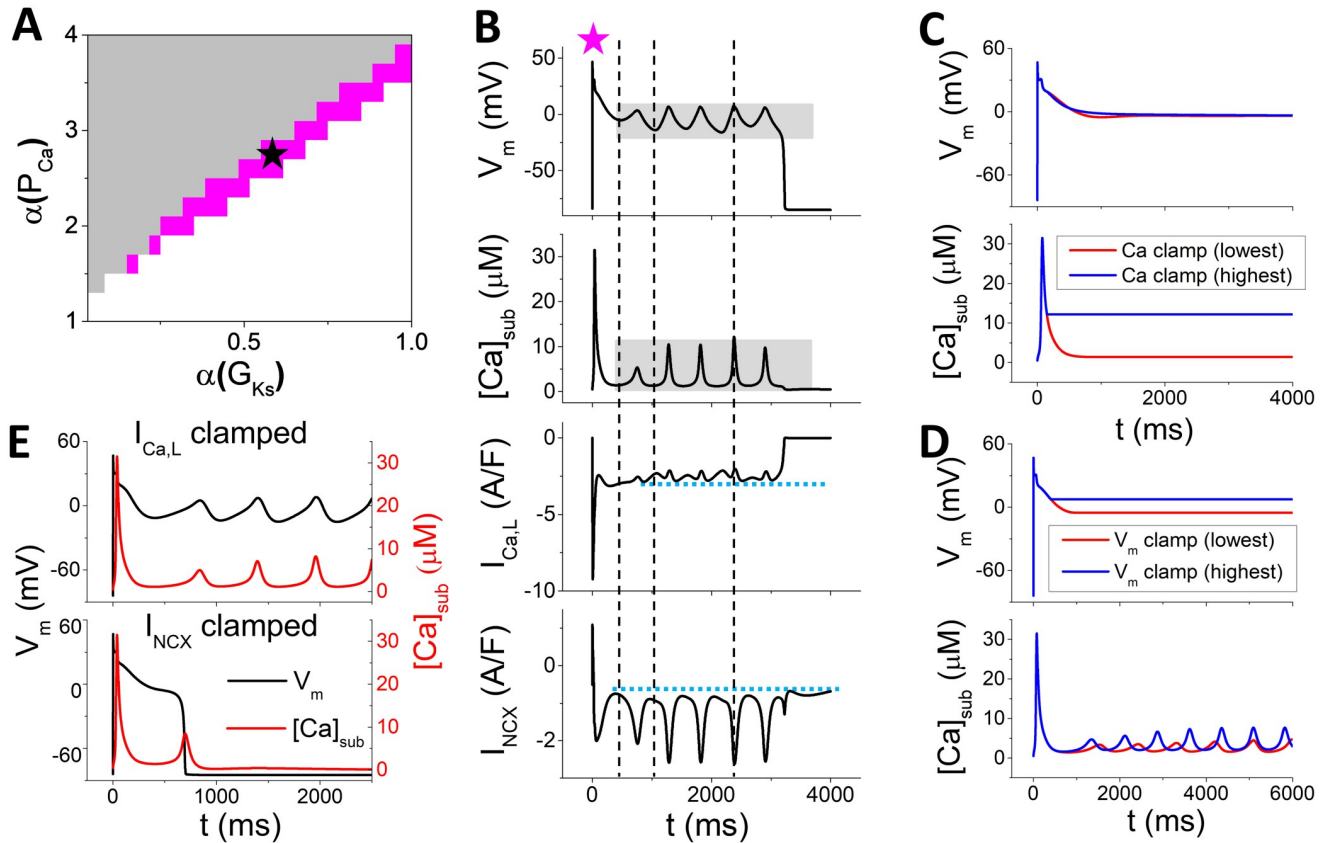 A
4
3
2
1
α(P_Ca)
0.5
1.0
α(G_Ks)
B
50
0
-50
V_m (mV)
30
20
10
0
[Ca]_sub (μM)
0
-5
-10
I_Ca,L (A/F)
0
-2
I_NCX (A/F)
0
2000
4000
t (ms)
C
60
0
-60
V_m (mV)
30
20
10
0
[Ca]_sub (μM)
Ca clamp (lowest)
Ca clamp (highest)
0
2000
4000
t (ms)
D
60
0
-60
V_m (mV)
V_m clamp (lowest)
V_m clamp (highest)
30
20
10
0
[Ca]_sub (μM)
0
2000
4000
6000
t (ms)
E
I_Ca,L clamped
60
0
-60
30
20
10
0
0
1000
2000
I_NCX clamped
60
0
-60
V_m (mV)
V_m
[Ca]_sub
30
20
10
0
[Ca]_sub (μM)
0
1000
2000
t (ms)